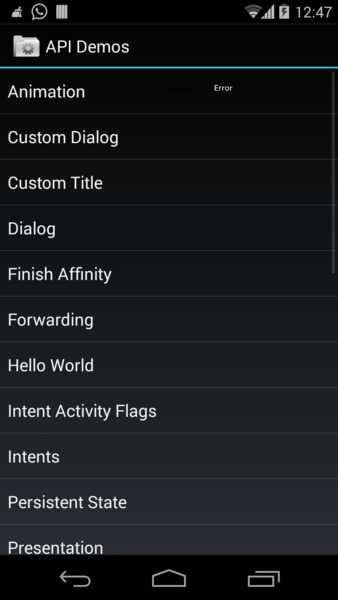 12:47
API Demos
Animation
Error
Custom Dialog
Custom Title
Dialog
Finish Affinity
Forwarding
Hello World
Intent Activity Flags
Intents
Persistent State
Presentation